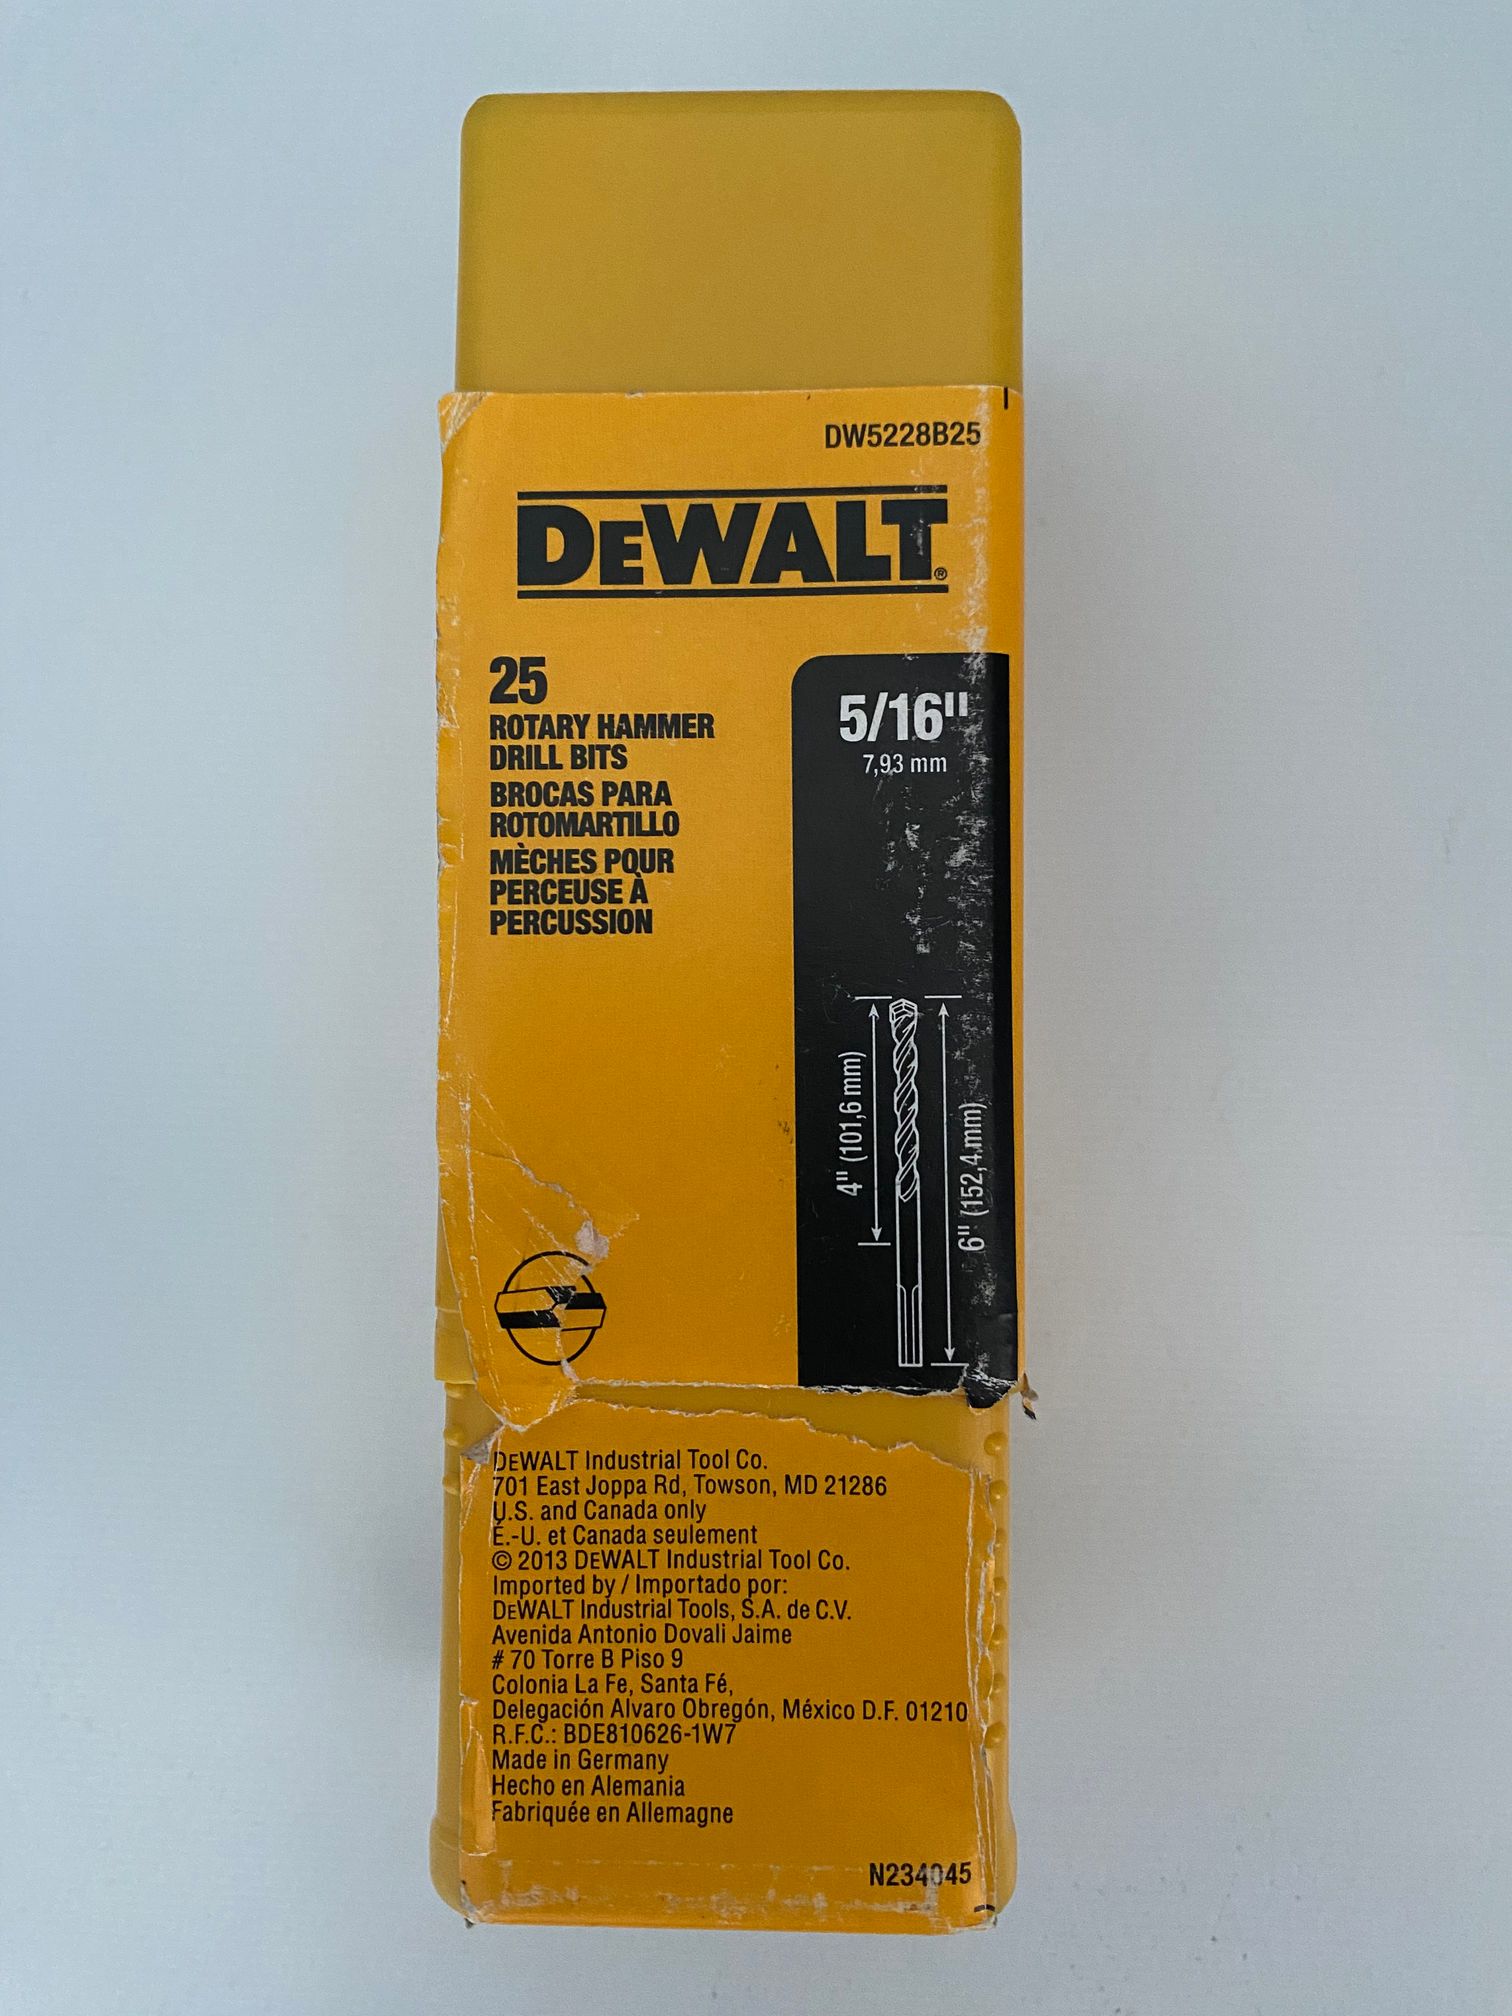 DW5228B25
DEWALT®
25
ROTARY HAMMER
DRILL BITS
BROCAS PARA
ROTOMARTILLO
MÈCHES POUR
PERCEUSE À
PERCUSSION
5/16"
7,93 mm
4" (101,6 mm)
6" (152,4 mm)
DEWALT Industrial Tool Co.
701 East Joppa Rd, Towson, MD 21286
U.S. and Canada only
É.-U. et Canada seulement
© 2013 DEWALT Industrial Tool Co.
Imported by / Importado por:
DEWALT Industrial Tools, S.A. de C.V.
Avenida Antonio Dovali Jaime
# 70 Torre B Piso 9
Colonia La Fe, Santa Fé,
Delegación Alvaro Obregón, México D.F. 01210
R.F.C.: BDE810626-1W7
Made in Germany
Hecho en Alemania
Fabriquée en Allemagne
N234045